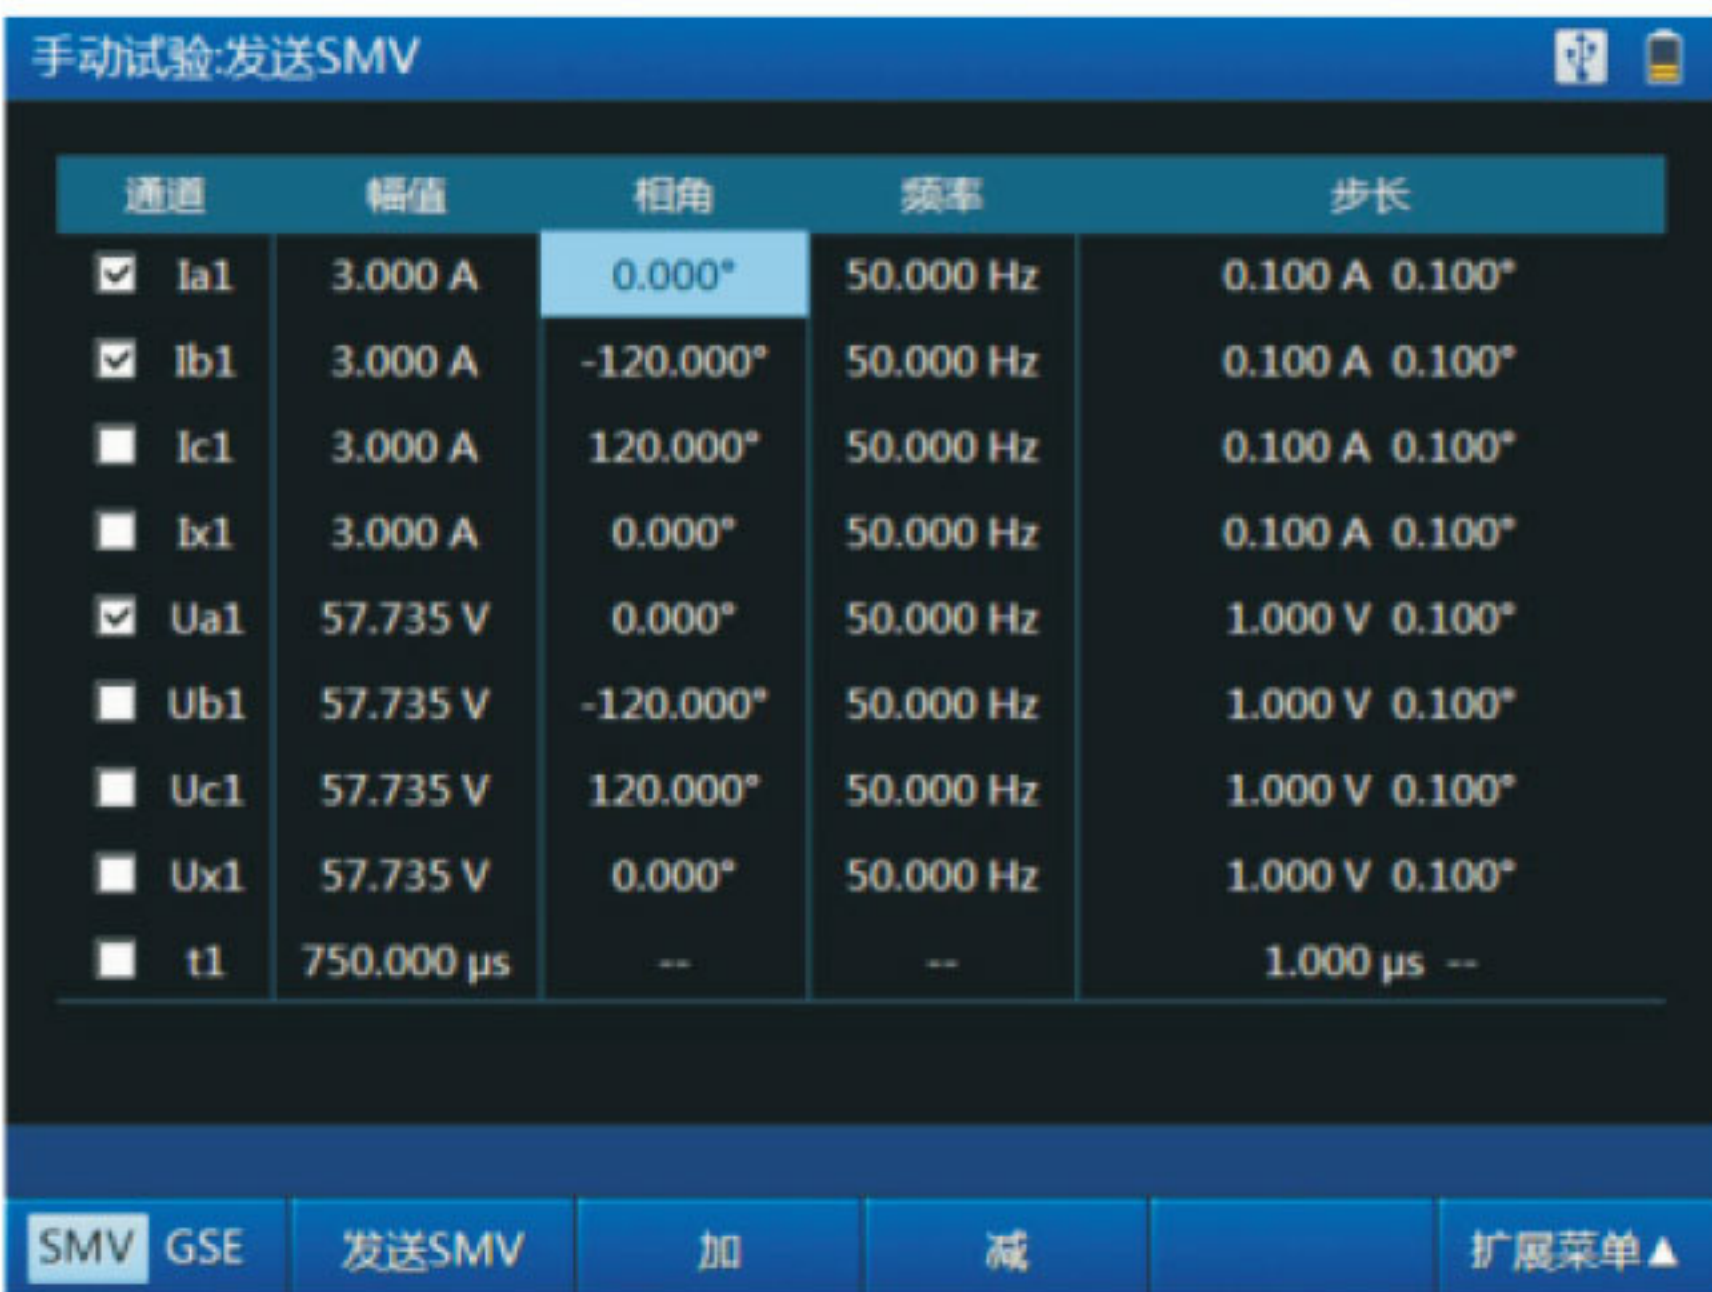 手动试验:发送SMV
通道 幅值 相角 频率 步长
Ia1 3.000 A 0.000° 50.000 Hz 0.100 A 0.100°
Ib1 3.000 A -120.000° 50.000 Hz 0.100 A 0.100°
Ic1 3.000 A 120.000° 50.000 Hz 0.100 A 0.100°
Ix1 3.000 A 0.000° 50.000 Hz 0.100 A 0.100°
Ua1 57.735 V 0.000° 50.000 Hz 1.000 V 0.100°
Ub1 57.735 V -120.000° 50.000 Hz 1.000 V 0.100°
Uc1 57.735 V 120.000° 50.000 Hz 1.000 V 0.100°
Ux1 57.735 V 0.000° 50.000 Hz 1.000 V 0.100°
t1 750.000 μs -- -- 1.000 μs --
SMV GSE 发送SMV 加 减 扩展菜单▲